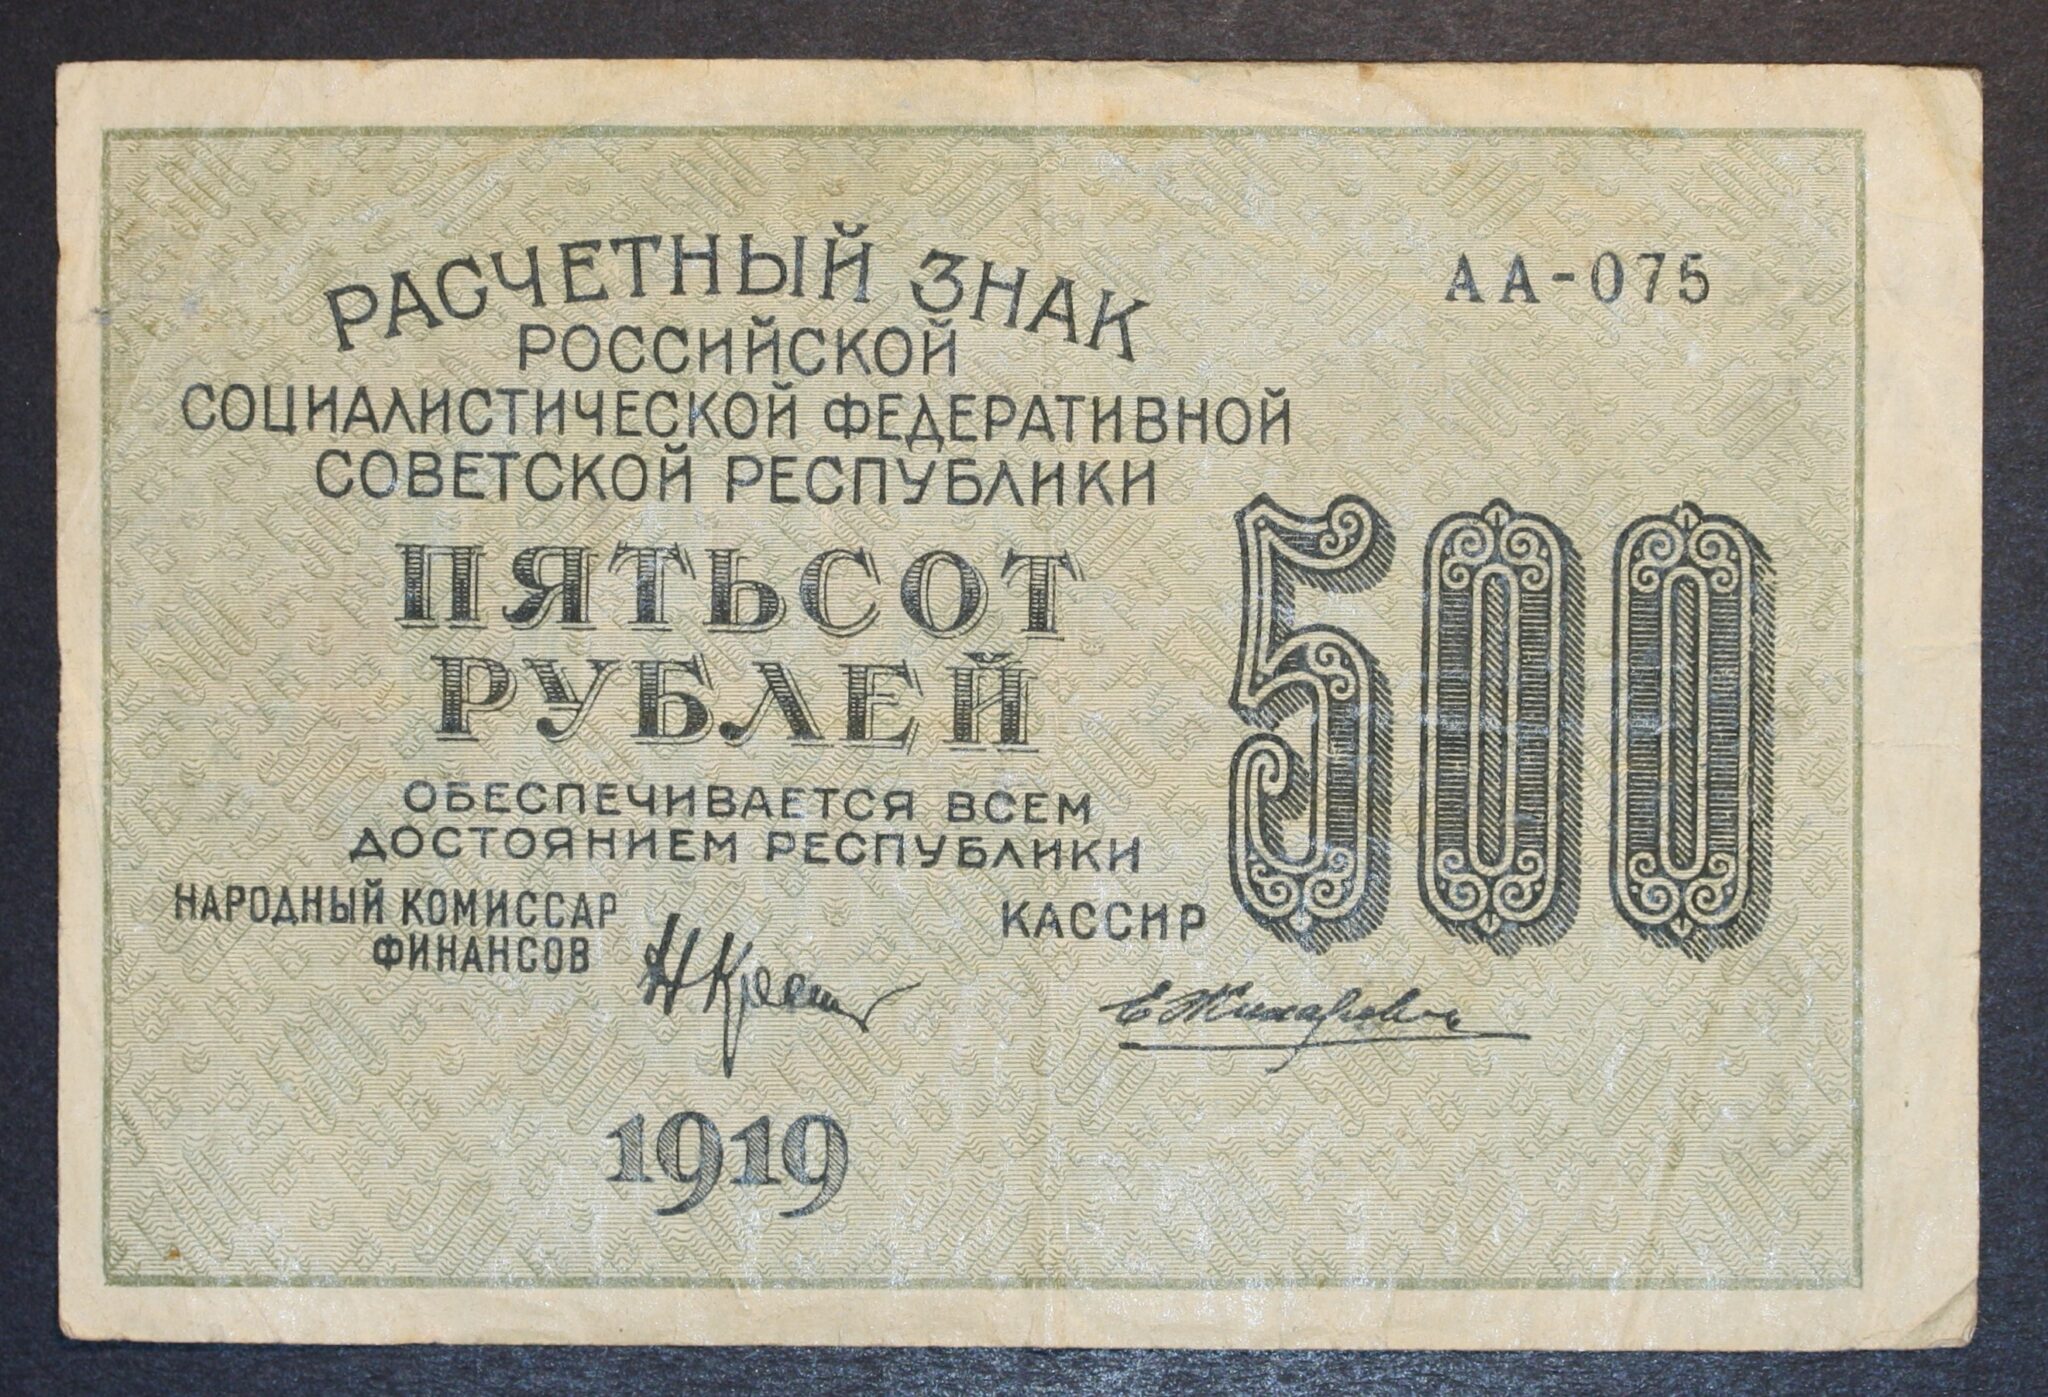 РАСЧЕТНЫЙ ЗНАК
РОССИЙСКОЙ
СОЦИАЛИСТИЧЕСКОЙ ФЕДЕРАТИВНОЙ
СОВЕТСКОЙ РЕСПУБЛИКИ
АА-075
ПЯТЬСОТ
РУБЛЕЙ
500
ОБЕСПЕЧИВАЕТСЯ ВСЕМ
ДОСТОЯНИЕМ РЕСПУБЛИКИ
НАРОДНЫЙ КОМИССАР
ФИНАНСОВ
КАССИР
1919